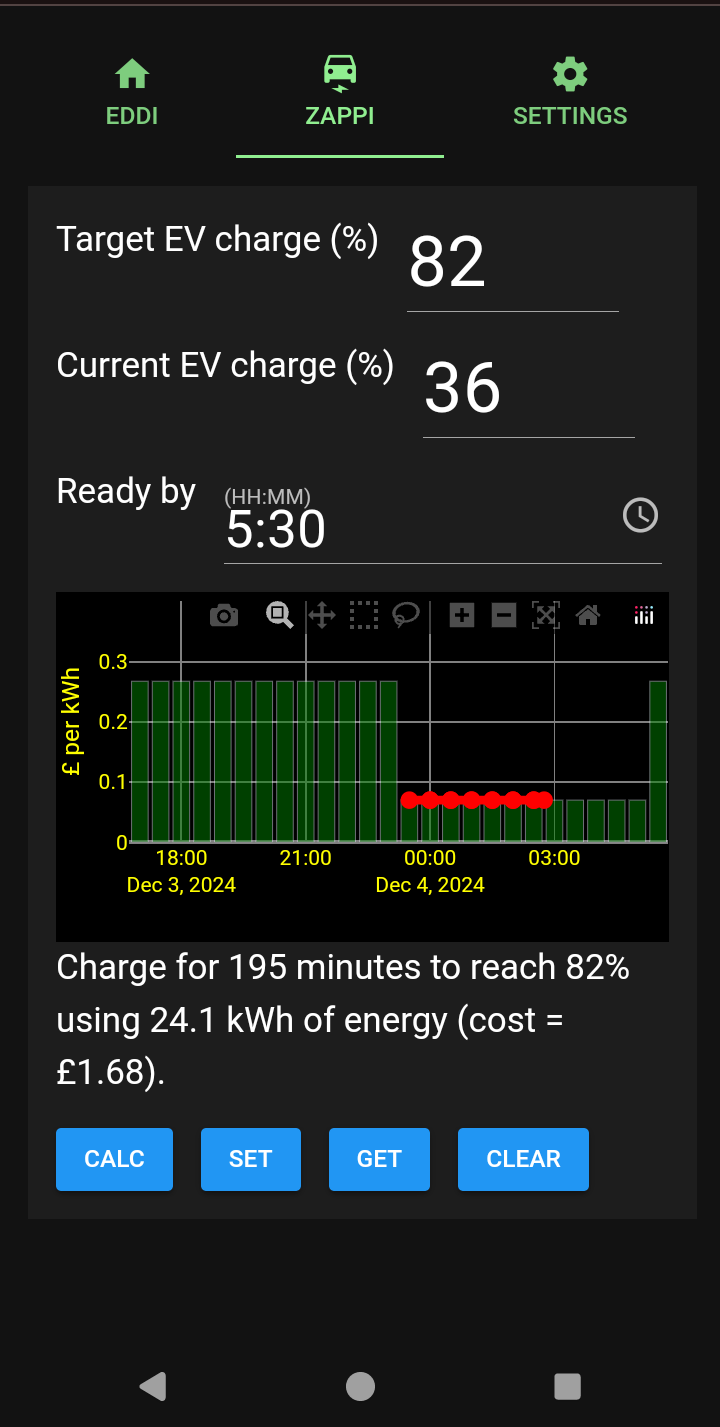 EDDI ZAPPI SETTINGS
Target EV charge (%) 82
Current EV charge (%) 36
Ready by (HH:MM) 5:30
£ per kWh
0.3
0.2
0.1
0
18:00 21:00 00:00 03:00
Dec 3, 2024 Dec 4, 2024
Charge for 195 minutes to reach 82%
using 24.1 kWh of energy (cost =
£1.68).
CALC SET GET CLEAR